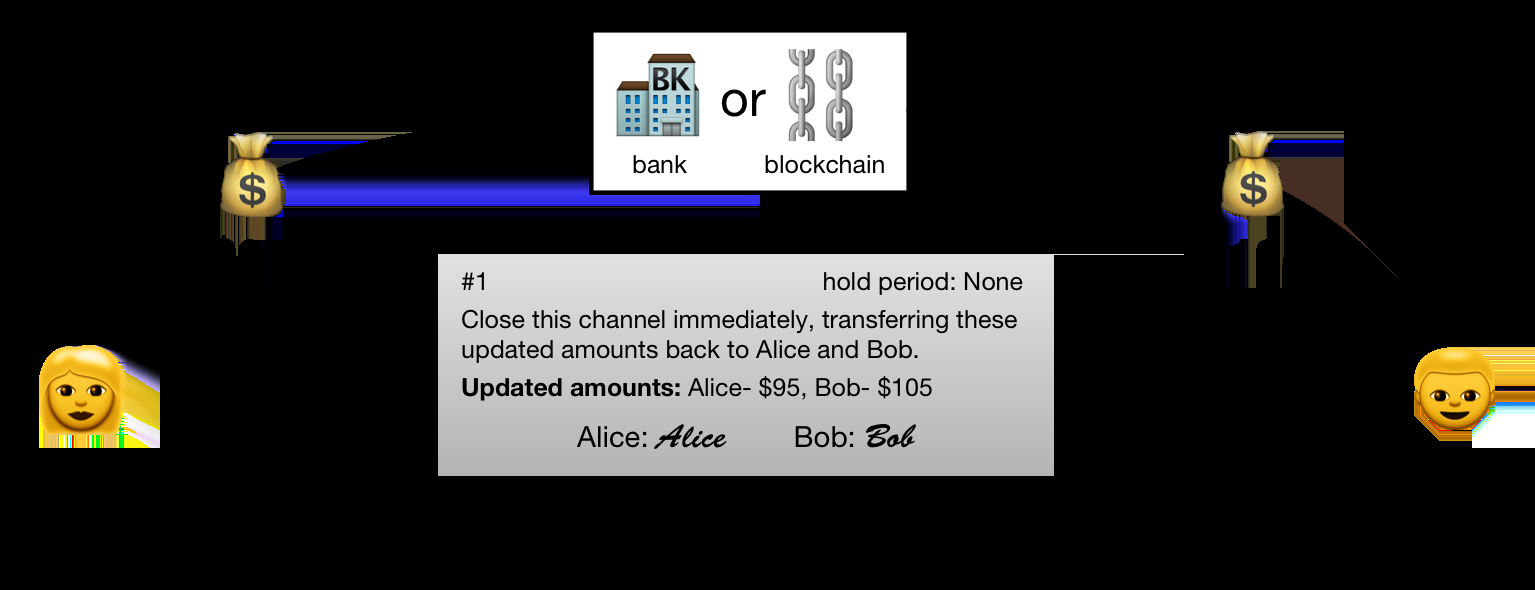 BK
or
bank
blockchain
$
$
#1
hold period: None
Close this channel immediately, transferring these
updated amounts back to Alice and Bob.
Updated amounts: Alice- $95, Bob- $105
Alice: Alice
Bob: Bob